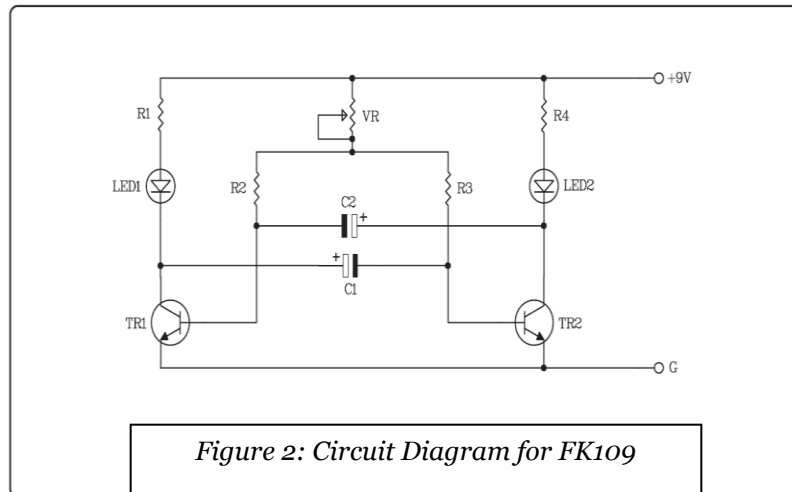 +9V
R1
VR
R4
LED1
R2
R3
LED2
C2
+
+
C1
TR1
TR2
G
Figure 2: Circuit Diagram for FK109